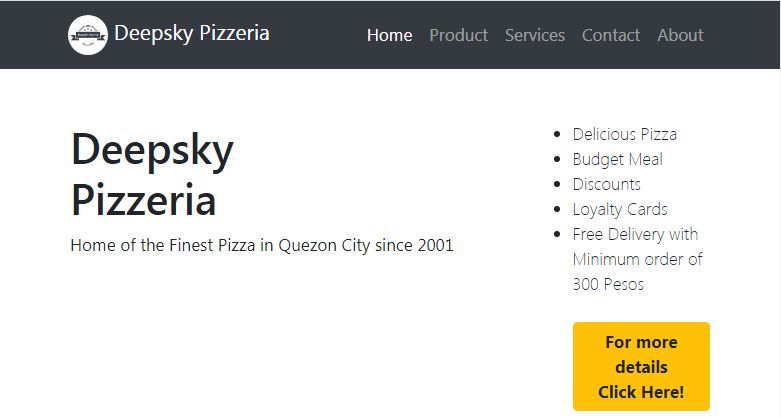 Deepsky Pizzeria
Home Product Services Contact About
Deepsky
Pizzeria
Home of the Finest Pizza in Quezon City since 2001
Delicious Pizza
Budget Meal
Discounts
Loyalty Cards
Free Delivery with
Minimum order of
300 Pesos
For more
details
Click Here!